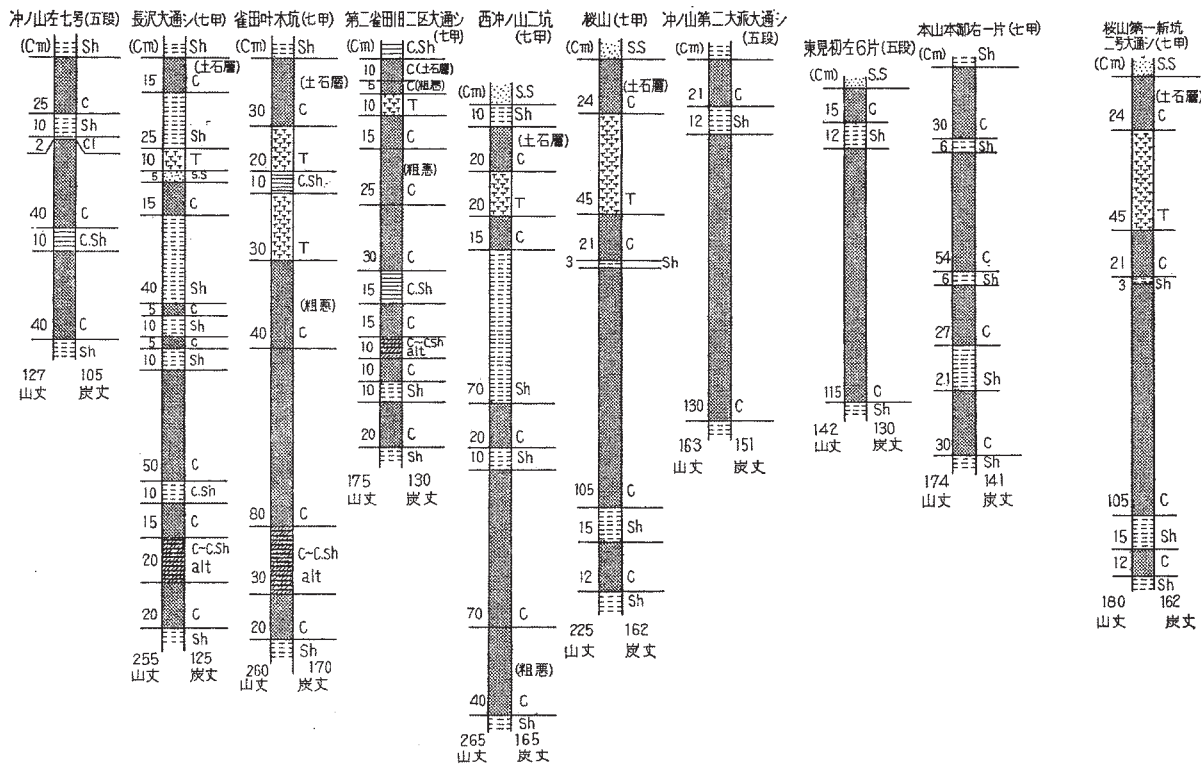 沖ノ山左七号(五段)
(Cm)
Sh
25 C
10 Sh
2 Cl
40 C
10 C.Sh
40 C
Sh
127 105
山丈 炭丈
長沢大通シ(七甲)
(Cm)
Sh
(土石層)
15 C
25 Sh
10 T
5 S.S
15 C
40 Sh
5 C
10 Sh
5 C
10 Sh
50 C
10 C.Sh
15 C
20 C~C.Sh
alt
20 C
Sh
255 125
山丈 炭丈
雀田叶木坑(七甲)
(Cm)
Sh
(土石層)
30 C
20 T
10 C.Sh
30 T
(粗悪)
40 C
80 C
C~C.Sh
30 alt
20 C
Sh
260 170
山丈 炭丈
第二雀田旧二区大通シ
(七甲)
(Cm)
C.Sh
10 C(土石層)
5 C(粗悪)
10 T
15 C
(粗悪)
25 C
30 C
15 C.Sh
15 C
10 C~C.Sh
alt
10 C
10 Sh
20 C
Sh
175 130
山丈 炭丈
西沖ノ山二坑
(七甲)
(Cm)
S.S
10 Sh
(土石層)
20 C
20 T
15 C
70 Sh
20 C
10 Sh
70 C
(粗悪)
40 C
Sh
265 165
山丈 炭丈
桜山(七甲)
(Cm)
S.S
(土石層)
24 C
45 T
21 C
3 Sh
105 C
15 Sh
12 C
Sh
225 162
山丈 炭丈
沖ノ山第二大派大通シ
(五段)
(Cm)
21 C
12 Sh
130 C
163 151
山丈 炭丈
東見初左6片(五段)
(Cm)
S.S
15 C
12 Sh
115 C
Sh
142 130
山丈 炭丈
本山本卸右一片(七甲)
(Cm)
Sh
30 C
6 Sh
54 C
6 Sh
27 C
21 Sh
30 C
Sh
174 141
山丈 炭丈
桜山第一新坑
二号大通シ(七甲)
(Cm)
S.S
(土石層)
24 C
45 T
21 C
3 Sh
105 C
15 Sh
12 C
Sh
180 162
山丈 炭丈